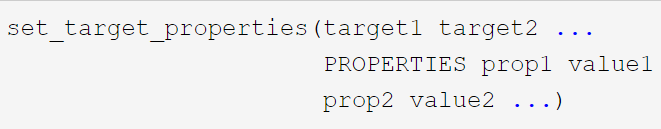 set_target_properties(target1 target2 ...
PROPERTIES prop1 value1
prop2 value2 ...)